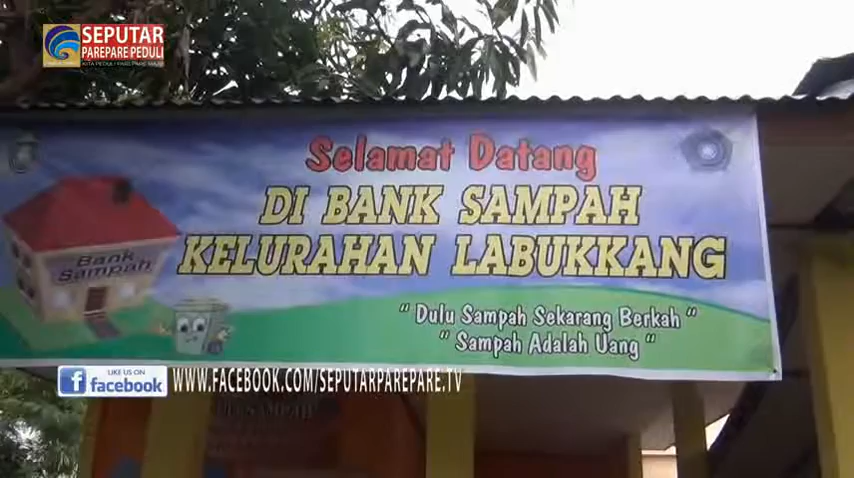 SEPUTAR
PAREPARE PEDULI
Selamat Datang
DI BANK SAMPAH
KELURAHAN LABUKKANG
Bank
Sampah
" Dulu Sampah Sekarang Berkah "
" Sampah Adalah Uang "
LIKE US ON
facebook
WWW.FACEBOOK.COM/SEPUTARPAREPARE.TV